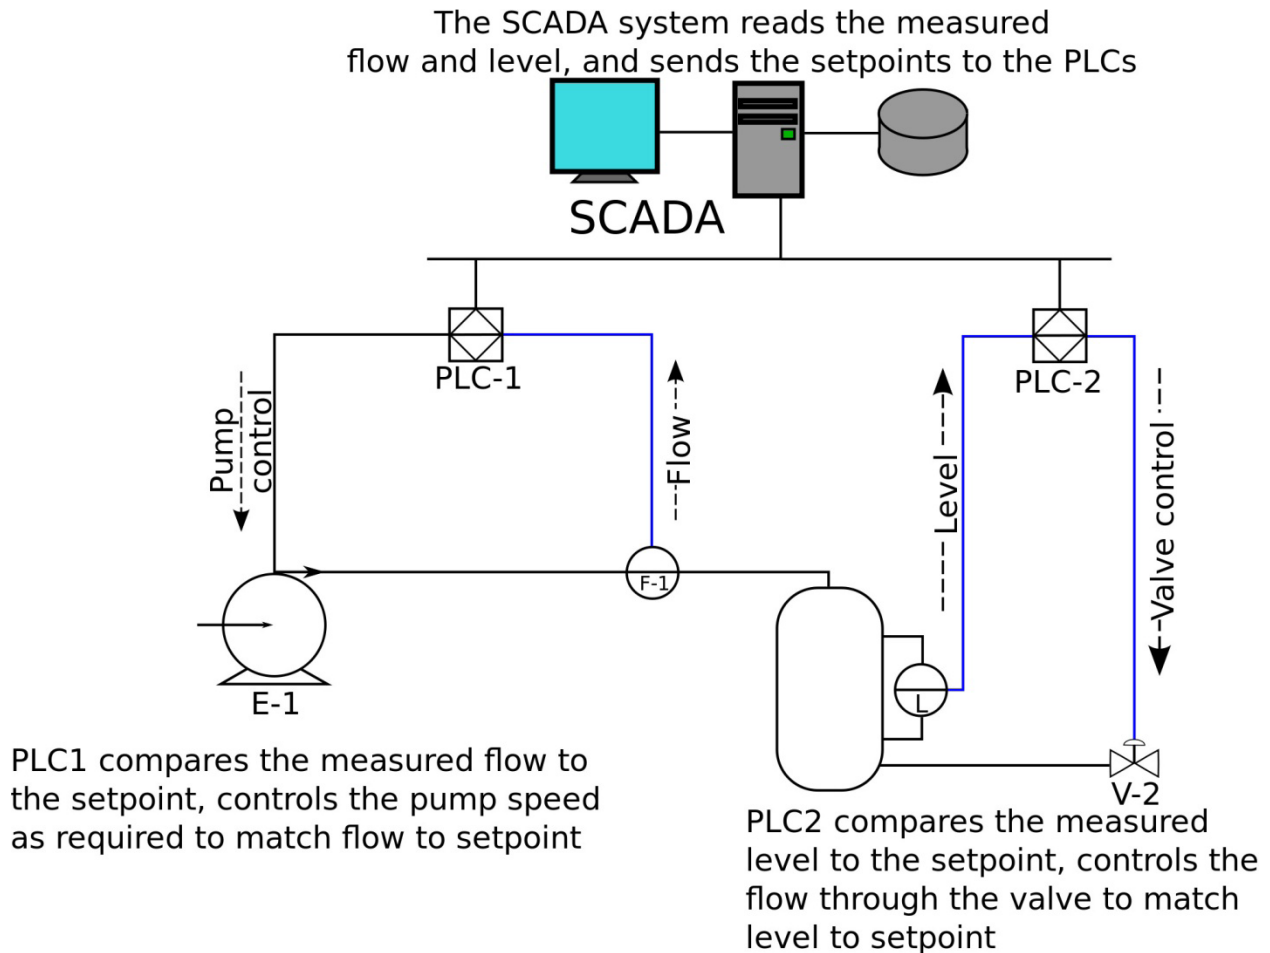 The SCADA system reads the measured
flow and level, and sends the setpoints to the PLCs
SCADA
PLC-1
PLC-2
Pump
control
Flow
Level
Valve control
F-1
E-1
L
V-2
PLC1 compares the measured flow to
the setpoint, controls the pump speed
as required to match flow to setpoint
PLC2 compares the measured
level to the setpoint, controls the
flow through the valve to match
level to setpoint